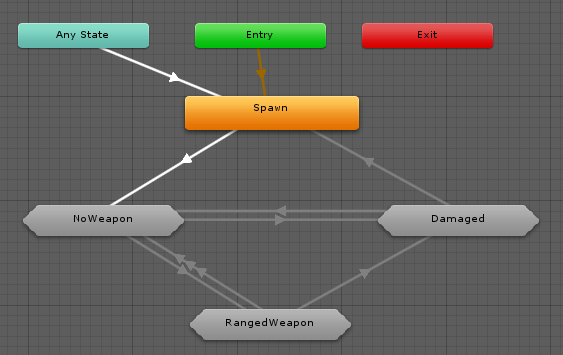 Any State
Entry
Exit
Spawn
NoWeapon
Damaged
RangedWeapon